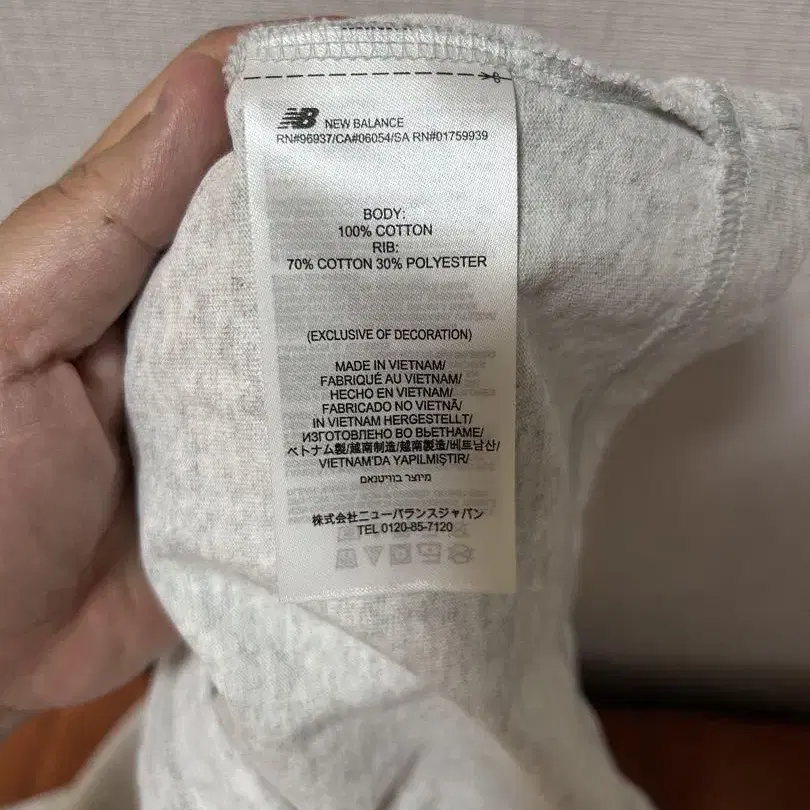 NB NEW BALANCE
RN#96937/CA#06054/SA RN#01759939
BODY:
100% COTTON
RIB:
70% COTTON 30% POLYESTER
(EXCLUSIVE OF DECORATION)
MADE IN VIETNAM/
FABRIQUÉ AU VIETNAM/
HECHO EN VIETNAM/
FABRICADO NO VIETNÃ/
IN VIETNAM HERGESTELLT/
ИЗГОТОВЛЕНО ВО ВЬЕТНАМЕ/
ベトナム製/越南制造/越南製造/베트남산/
VIETNAM'DA YAPILMIŞTIR/
מיוצר בוויטנאם
株式会社ニューバランスジャパン
TEL 0120-85-7120